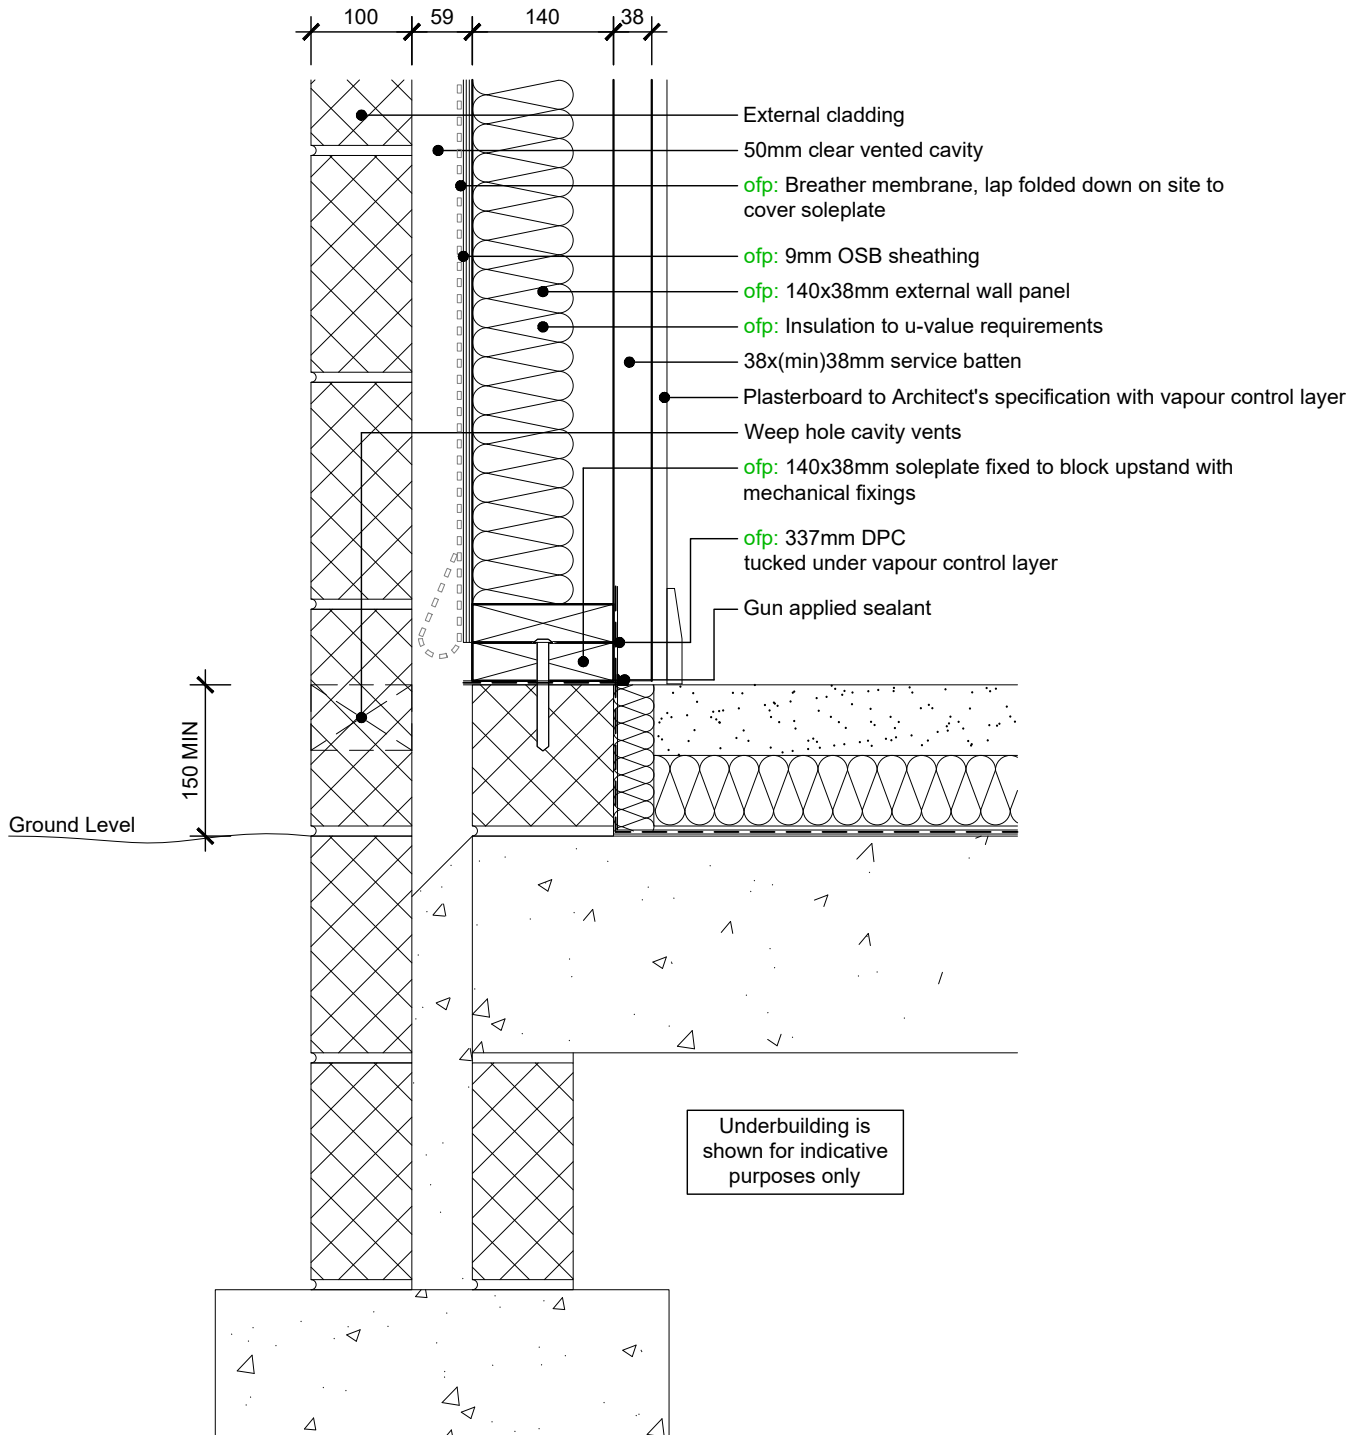 100
59
140
38
External cladding
50mm clear vented cavity
ofp: Breather membrane, lap folded down on site to
cover soleplate
ofp: 9mm OSB sheathing
ofp: 140x38mm external wall panel
ofp: Insulation to u-value requirements
38x(min)38mm service batten
Plasterboard to Architect's specification with vapour control layer
Weep hole cavity vents
ofp: 140x38mm soleplate fixed to block upstand with
mechanical fixings
ofp: 337mm DPC
tucked under vapour control layer
Gun applied sealant
150 MIN
Ground Level
Underbuilding is
shown for indicative
purposes only